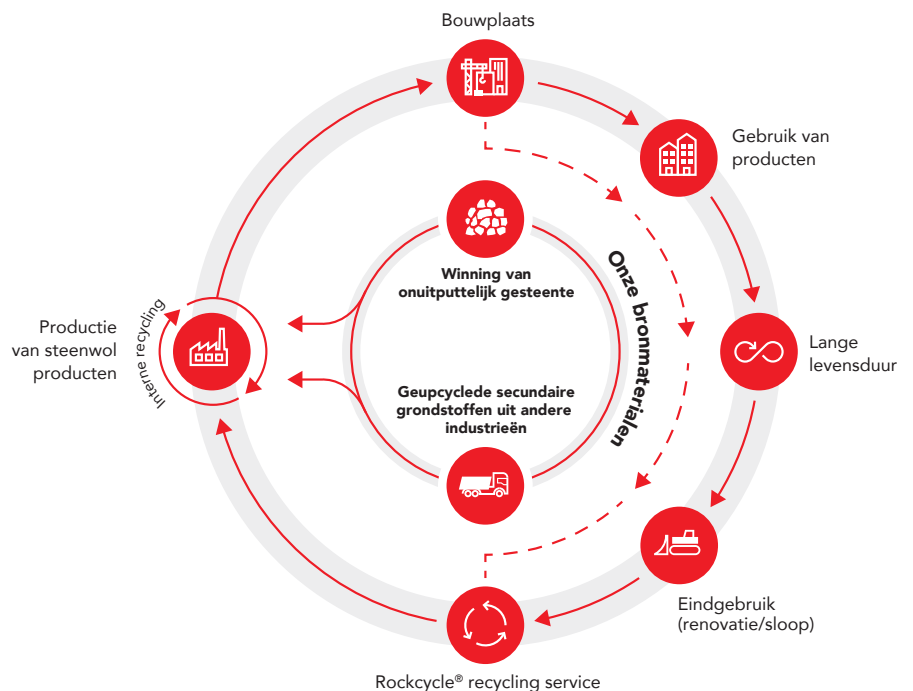 Bouwplaats
Gebruik van
producten
Winning van
onuitputtelijk gesteente
Onze bronmaterialen
Interne recycling
Productie
van steenwol
producten
Lange
levensduur
Geupcyclede secundaire
grondstoffen uit andere
industrieën
Eindgebruik
(renovatie/sloop)
Rockcycle® recycling service